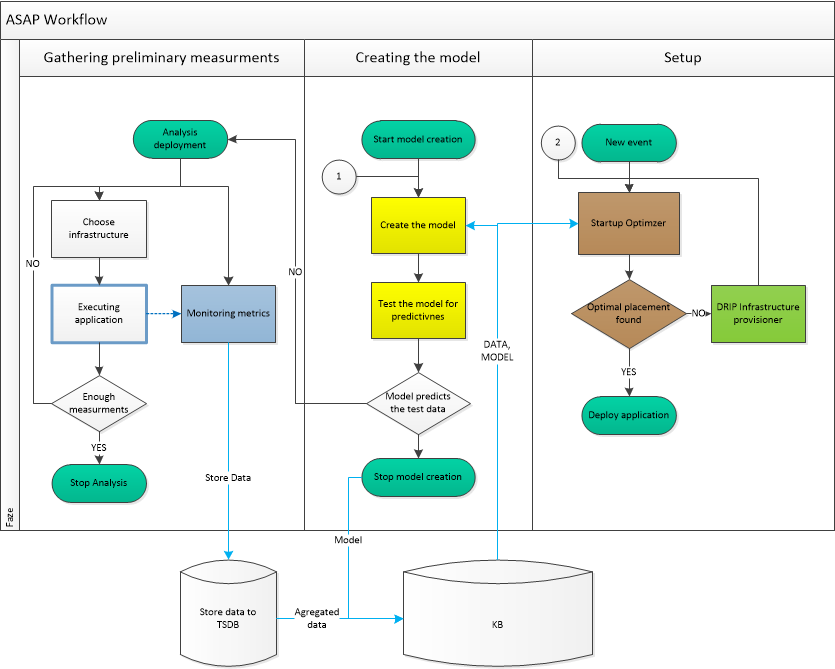 ASAP Workflow
Gathering preliminary measurments
Creating the model
Setup
Faze
Analysis
deployment
Choose
infrastructure
NO
Executing
application
Monitoring metrics
Enough
measurments
YES
Stop Analysis
Store Data
Start model creation
1
Create the model
NO
Test the model for
predictivnes
Model predicts
the test data
Stop model creation
Model
DATA,
MODEL
2
New event
Startup Optimzer
Optimal placement
found
NO
DRIP Infrastructure
provisioner
YES
Deploy application
Store data to
TSDB
Agregated
data
KB